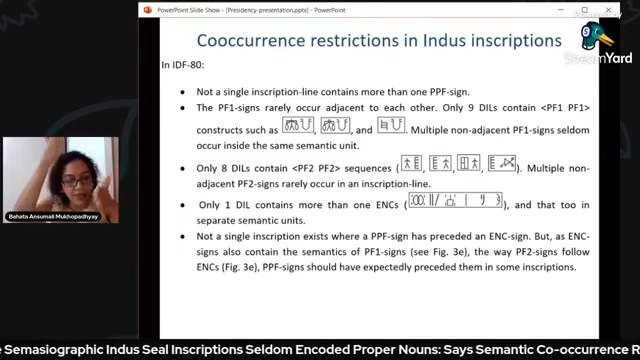 PowerPoint Slide Show - [Presidency-presentation.pptx] - PowerPoint
StreamYard
Cooccurrence restrictions in Indus inscriptions
In IDF-80:
• Not a single inscription-line contains more than one PPF-sign.
• The PF1-signs rarely occur adjacent to each other. Only 9 DILs contain <PF1 PF1>
constructs such as , , and . Multiple non-adjacent PF1-signs seldom
occur inside the same semantic unit.
• Only 8 DILs contain <PF2 PF2> sequences ( , , , ). Multiple non-
adjacent PF2-signs rarely occur in an inscription-line.
• Only 1 DIL contains more than one ENCs ( ), and that too in
separate semantic units.
• Not a single inscription exists where a PPF-sign has preceded an ENC-sign. But, as ENC-
signs also contain the semantics of PF1-signs (see Fig. 3e), the way PF2-signs follow
ENCs (Fig. 3e), PPF-signs should have expectedly preceded them in some inscriptions.
Bahata Ansumali Mukhopadhyay
e Semasiographic Indus Seal Inscriptions Seldom Encoded Proper Nouns: Says Semantic Co-occurrence R